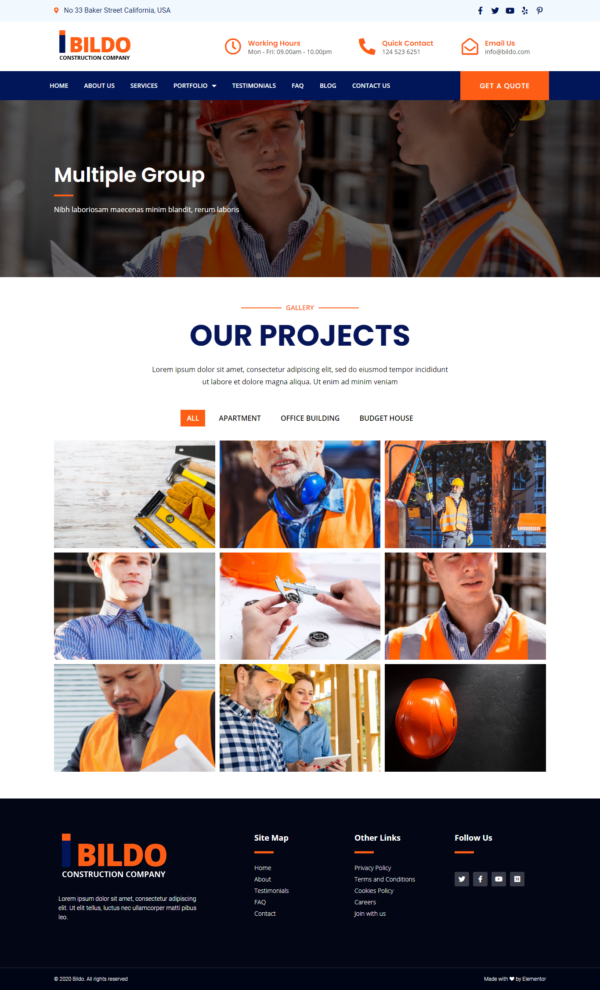 No 33 Baker Street California, USA
BILDO
CONSTRUCTION COMPANY
Working Hours
Mon - Fri: 09.00am - 10.00pm
Quick Contact
124 523 6251
Email Us
info@bildo.com
HOME ABOUT US SERVICES PORTFOLIO TESTIMONIALS FAQ BLOG CONTACT US
GET A QUOTE
Multiple Group
Nibh laboriosam maecenas minim blandit, rerum laboris
GALLERY
OUR PROJECTS
Lorem ipsum dolor sit amet, consectetur adipiscing elit, sed do eiusmod tempor incididunt
ut labore et dolore magna aliqua. Ut enim ad minim veniam
ALL APARTMENT OFFICE BUILDING BUDGET HOUSE
BILDO
CONSTRUCTION COMPANY
Lorem ipsum dolor sit amet, consectetur adipiscing
elit. Ut elit tellus, luctus nec ullamcorper matti pibus
leo.
Site Map
Home
About
Testimonials
FAQ
Contact
Other Links
Privacy Policy
Terms and Conditions
Cookies Policy
Careers
Join with us
Follow Us
© 2020 Bildo. All rights reserved
Made with ❤ by Elementor